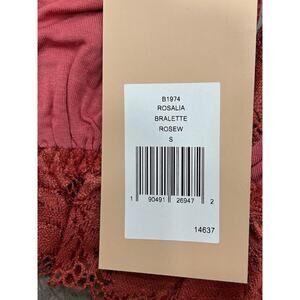 B1974
ROSALIA
BRALETTE
ROSEW
S
1 90491 26947 2
14637